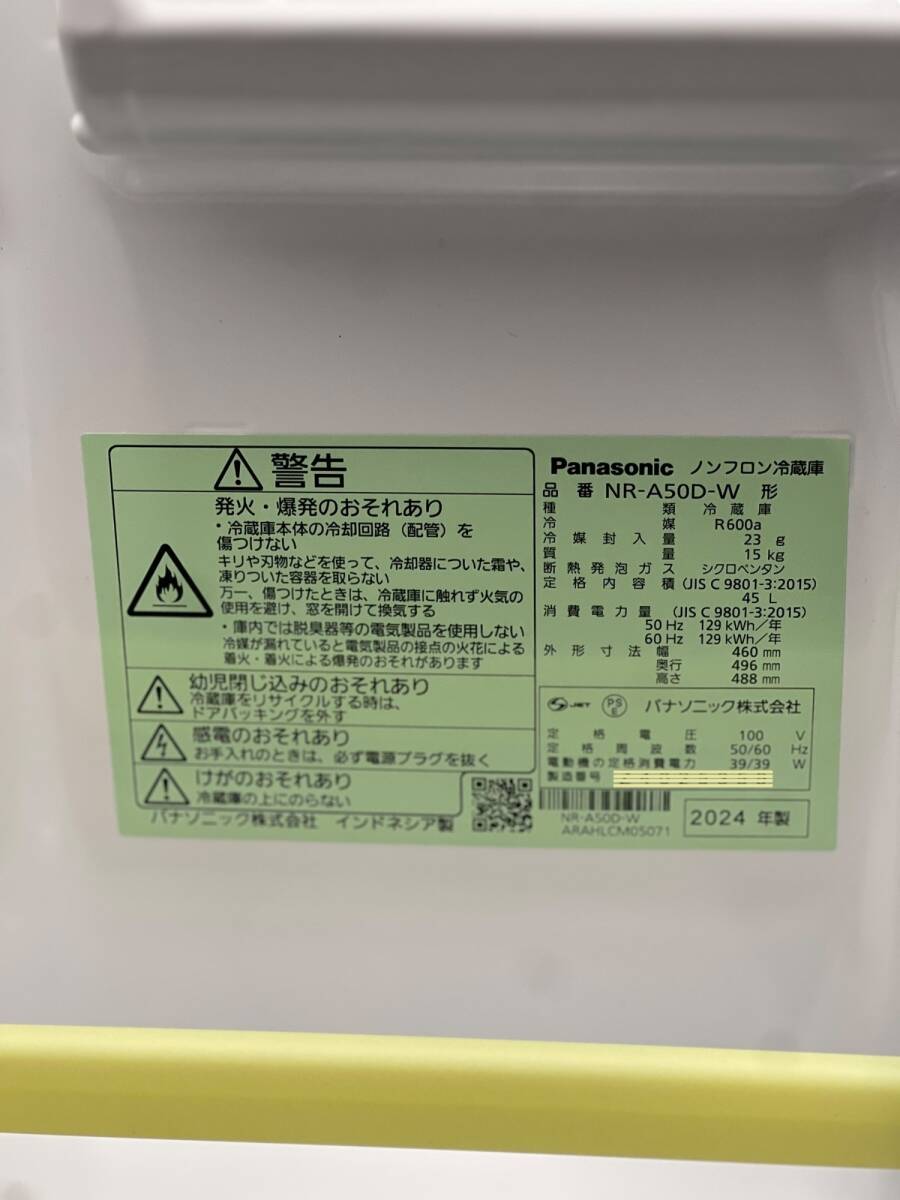 警告
発火・爆発のおそれあり
・冷蔵庫本体の冷却回路（配管）を
傷つけない
キリや刃物などを使って、冷却器についた霜や、
凍りついた容器を取らない
万一、傷つけたときは、冷蔵庫に触れず火気の
使用を避け、窓を開けて換気する
・庫内では脱臭器等の電気製品を使用しない
冷媒が漏れていると電気製品の接点の火花による
着火・着火による爆発のおそれがあります
幼児閉じ込みのおそれあり
冷蔵庫をリサイクルする時は、
ドアパッキングを外す
感電のおそれあり
お手入れのときは、必ず電源プラグを抜く
けがのおそれあり
冷蔵庫の上にのらない
パナソニック株式会社 インドネシア製
Panasonic ノンフロン冷蔵庫
品番 NR-A50D-W 形
種類 冷蔵庫
冷媒 R600a
冷媒封入量 23 g
質量 15 kg
断熱発泡ガス シクロペンタン
定格内容積 (JIS C 9801-3:2015)
45 L
消費電力量 (JIS C 9801-3:2015)
50 Hz 129 kWh／年
60 Hz 129 kWh／年
外形寸法 幅 460 mm
奥行 496 mm
高さ 488 mm
JET PS E パナソニック株式会社
定格電圧 100 V
定格周波数 50/60 Hz
電動機の定格消費電力 39/39 W
製造番号
NR-A50D-W
ARAHLCM05071
2024 年製